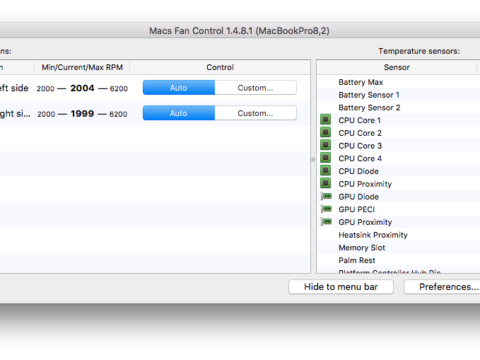 Macs Fan Control 1.4.8.1 (MacBookPro8,2)
ns:
Temperature sensors:
n Min/Current/Max RPM Control
Sensor
eft side 2000 — 2004 — 6200 Auto Custom...
ght si... 2000 — 1999 — 6200 Auto Custom...
Battery Max
Battery Sensor 1
Battery Sensor 2
CPU Core 1
CPU Core 2
CPU Core 3
CPU Core 4
CPU Diode
CPU Proximity
GPU Diode
GPU PECI
GPU Proximity
Heatsink Proximity
Memory Slot
Palm Rest
Platform Controller Hub Die
Hide to menu bar Preferences...